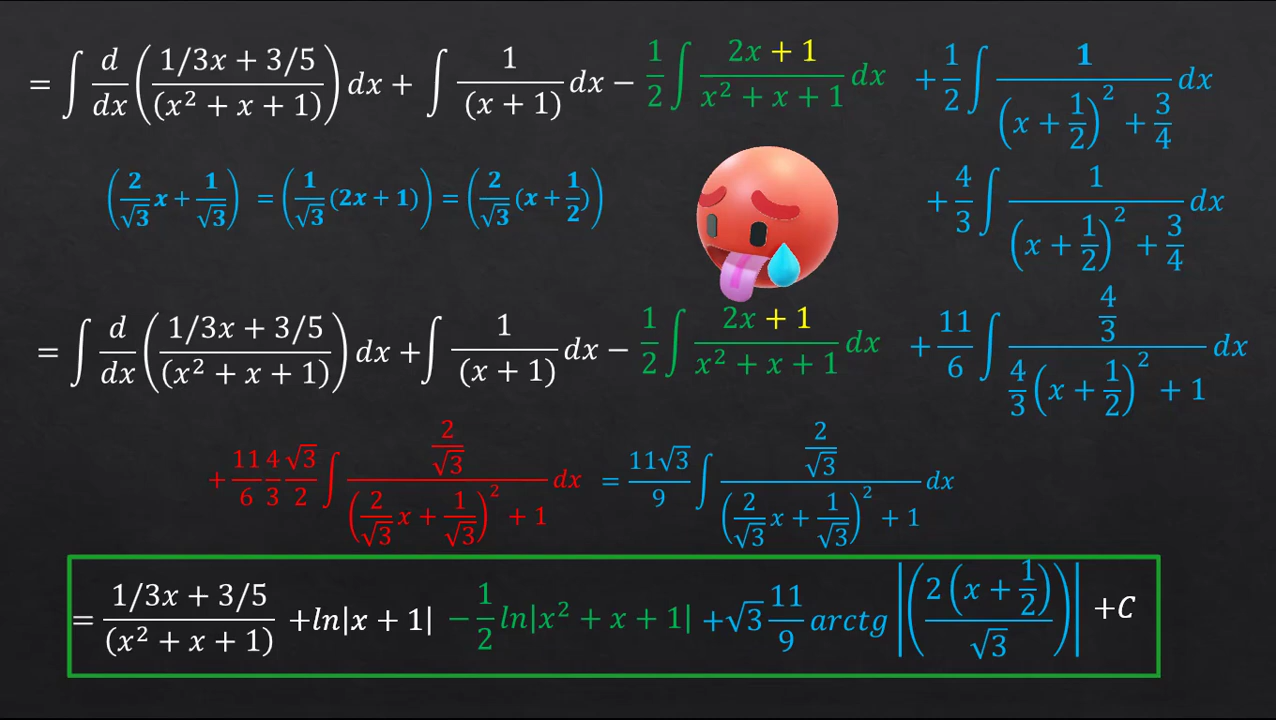 = ∫ d/dx ((1/3x + 3/5)/((x² + x + 1))) dx + ∫ 1/((x + 1)) dx − 1/2 ∫ (2x + 1)/(x² + x + 1) dx + 1/2 ∫ 1/((x + 1/2)² + 3/4) dx
(2/√3 x + 1/√3) = (1/√3 (2x + 1)) = (2/√3 (x + 1/2))
+ 4/3 ∫ 1/((x + 1/2)² + 3/4) dx
= ∫ d/dx ((1/3x + 3/5)/((x² + x + 1))) dx + ∫ 1/((x + 1)) dx − 1/2 ∫ (2x + 1)/(x² + x + 1) dx + 11/6 ∫ (4/3)/(4/3 (x + 1/2)² + 1) dx
+ 11/6 4/3 √3/2 ∫ (2/√3)/((2/√3 x + 1/√3)² + 1) dx = 11√3/9 ∫ (2/√3)/((2/√3 x + 1/√3)² + 1) dx
= (1/3x + 3/5)/((x² + x + 1)) + ln|x + 1| − 1/2 ln|x² + x + 1| + √3 11/9 arctg |((2 (x + 1/2))/√3)| + C